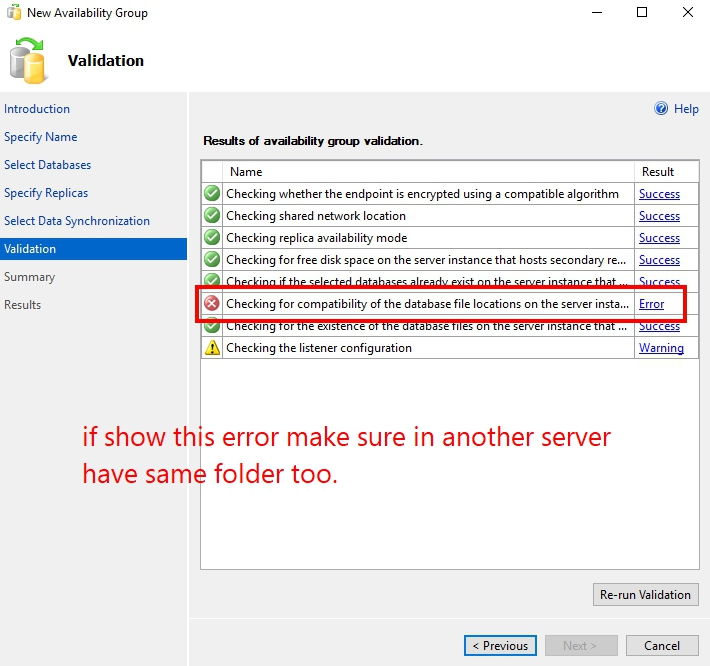 New Availability Group
Validation
Introduction
Specify Name
Select Databases
Specify Replicas
Select Data Synchronization
Validation
Summary
Results
Help
Results of availability group validation.
Name Result
Checking whether the endpoint is encrypted using a compatible algorithm Success
Checking shared network location Success
Checking replica availability mode Success
Checking for free disk space on the server instance that hosts secondary re... Success
Checking if the selected databases already exist on the server instance that ... Success
Checking for compatibility of the database file locations on the server insta... Error
Checking for the existence of the database files on the server instance that ... Success
Checking the listener configuration Warning
if show this error make sure in another server
have same folder too.
Re-run Validation
< Previous Next > Cancel